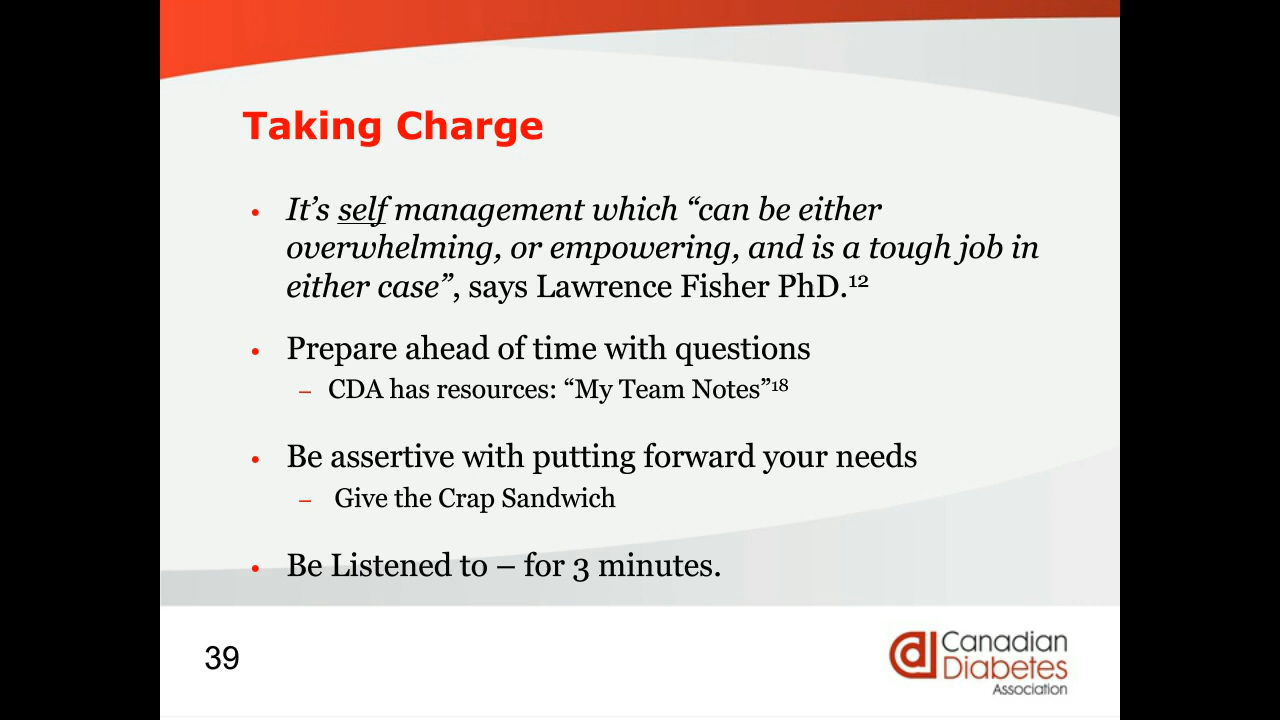 Taking Charge
• It’s self management which “can be either
overwhelming, or empowering, and is a tough job in
either case”, says Lawrence Fisher PhD.¹²
• Prepare ahead of time with questions
– CDA has resources: “My Team Notes”¹⁸
• Be assertive with putting forward your needs
– Give the Crap Sandwich
• Be Listened to – for 3 minutes.
39
Canadian
Diabetes
Association